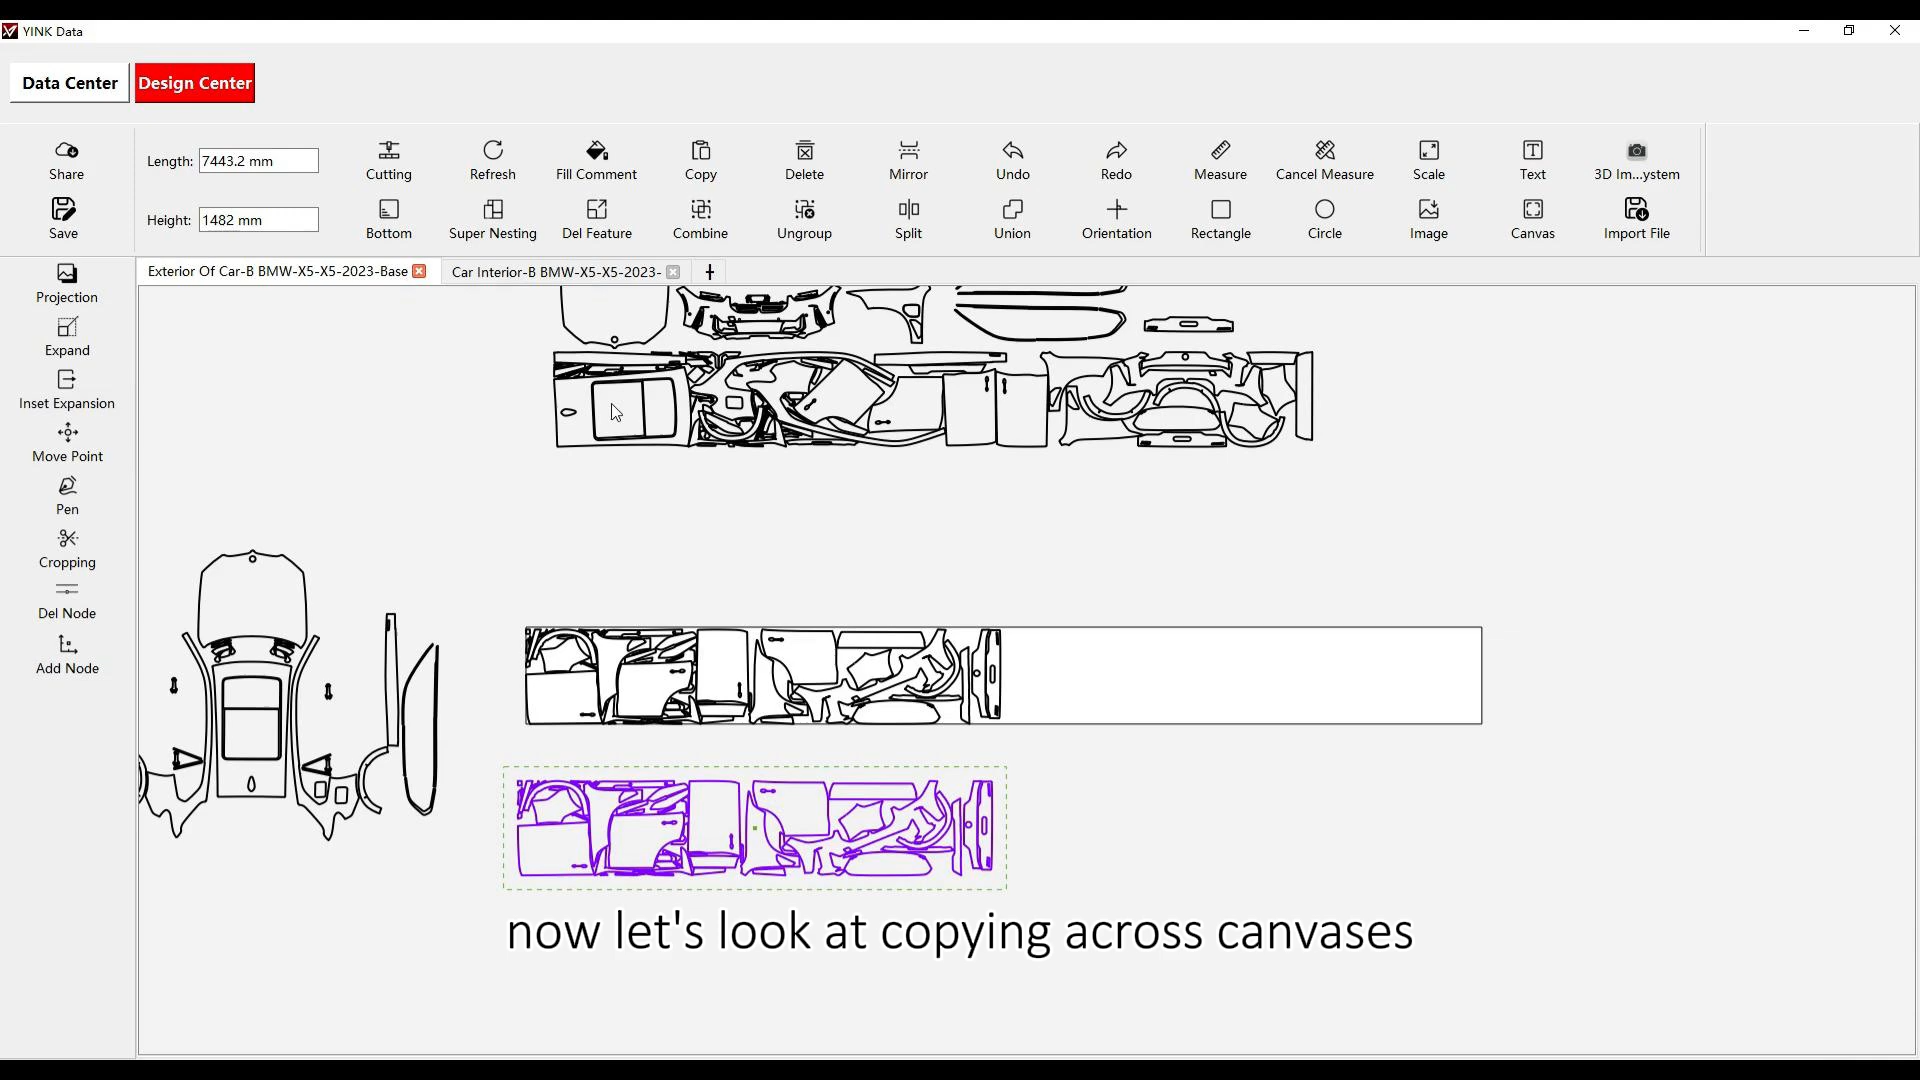 YINK Data
Data Center
Design Center
Share
Save
Length: 7443.2 mm
Height: 1482 mm
Cutting
Refresh
Fill Comment
Copy
Delete
Mirror
Undo
Redo
Measure
Cancel Measure
Scale
Text
3D Im...ystem
Bottom
Super Nesting
Del Feature
Combine
Ungroup
Split
Union
Orientation
Rectangle
Circle
Image
Canvas
Import File
Exterior Of Car-B BMW-X5-X5-2023-Base
Car Interior-B BMW-X5-X5-2023-
Projection
Expand
Inset Expansion
Move Point
Pen
Cropping
Del Node
Add Node
now let's look at copying across canvases